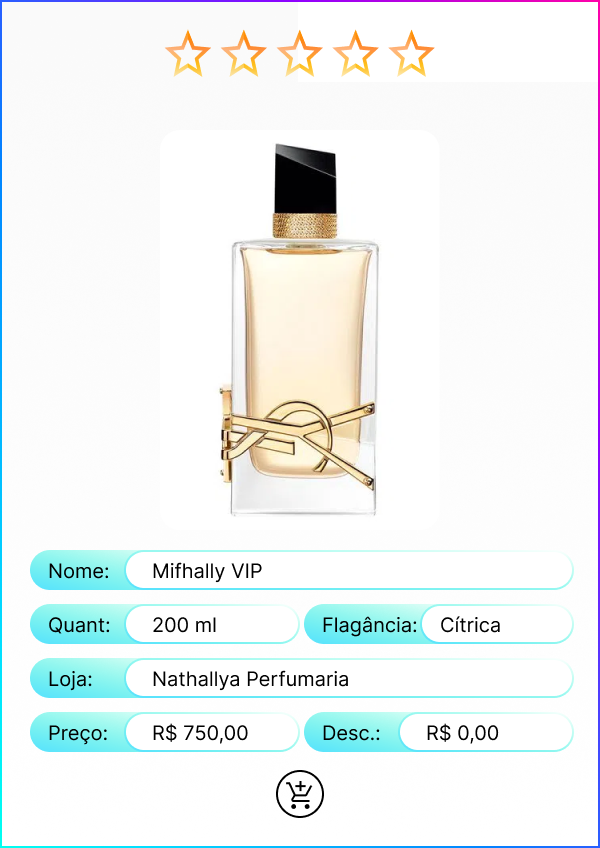 Nome: Mifhally VIP
Quant: 200 ml Flagância: Cítrica
Loja: Nathallya Perfumaria
Preço: R$ 750,00 Desc.: R$ 0,00